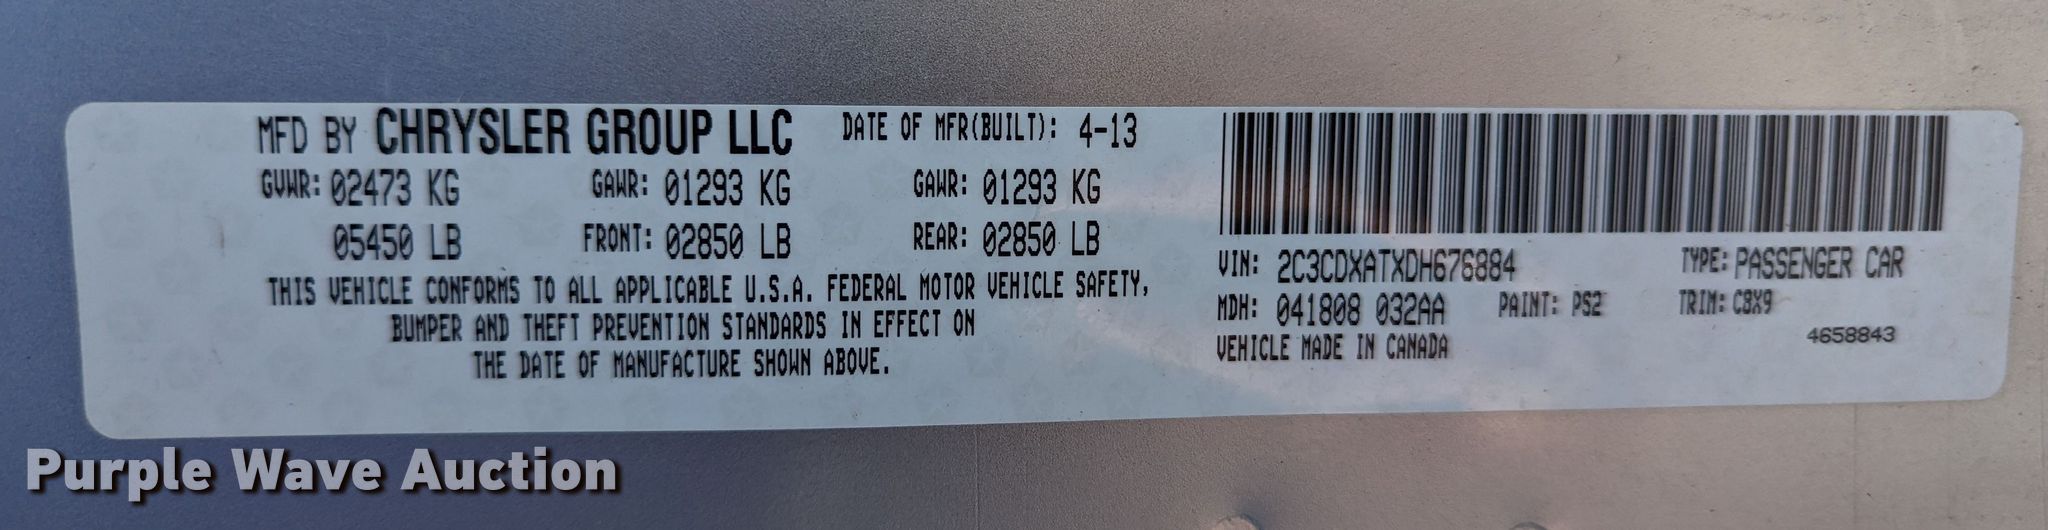 MFD BY CHRYSLER GROUP LLC DATE OF MFR(BUILT): 4-13
GVWR: 02473 KG GAWR: 01293 KG GAWR: 01293 KG
05450 LB FRONT: 02850 LB REAR: 02850 LB
THIS VEHICLE CONFORMS TO ALL APPLICABLE U.S.A. FEDERAL MOTOR VEHICLE SAFETY,
BUMPER AND THEFT PREVENTION STANDARDS IN EFFECT ON
THE DATE OF MANUFACTURE SHOWN ABOVE.
VIN: 2C3CDXATXDH676884 TYPE: PASSENGER CAR
MDH: 041808 032AA PAINT: PS2 TRIM: C8X9
VEHICLE MADE IN CANADA 4658843
Purple Wave Auction